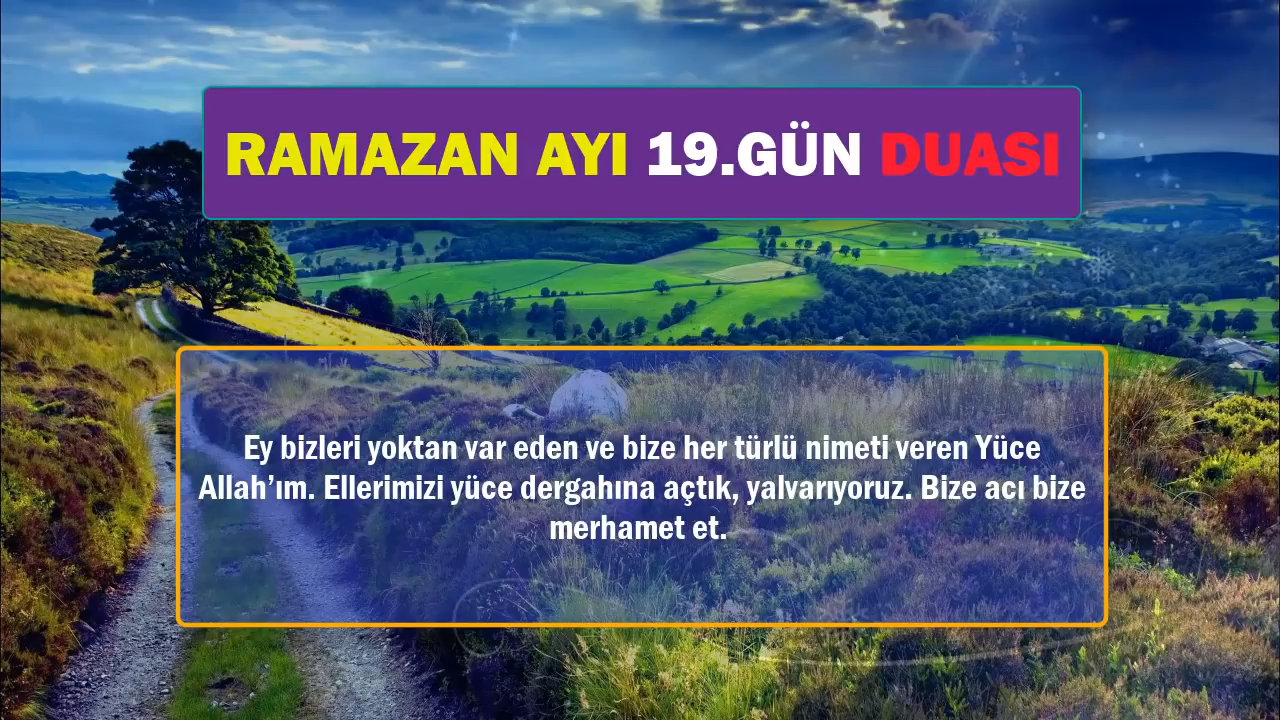 RAMAZAN AYI 19.GÜN DUASI
Ey bizleri yoktan var eden ve bize her türlü nimeti veren Yüce
Allah’ım. Ellerimizi yüce dergahına açtık, yalvarıyoruz. Bize acı bize
merhamet et.